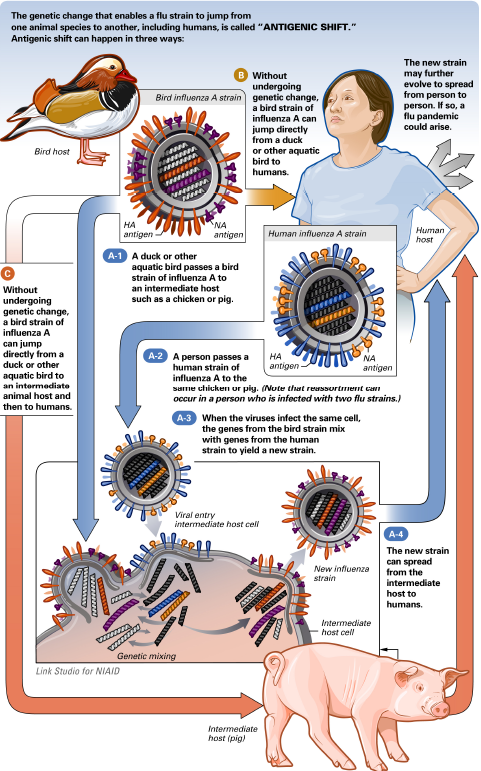 The genetic change that enables a flu strain to jump from
one animal species to another, including humans, is called “ANTIGENIC SHIFT.”
Antigenic shift can happen in three ways:
B
Without
undergoing
genetic change,
a bird strain of
influenza A can
jump directly
from a duck
or other aquatic
bird to
humans.
The new strain
may further
evolve to spread
from person to
person. If so, a
flu pandemic
could arise.
Bird influenza A strain
Bird host
HA
antigen
NA
antigen
Human
host
A-1
A duck or other
aquatic bird passes a bird
strain of influenza A to
an intermediate host
such as a chicken or pig.
Human influenza A strain
HA
antigen
NA
antigen
C
Without
undergoing
genetic change,
a bird strain of
influenza A
can jump
directly from a
duck or other
aquatic bird to
an intermediate
animal host and
then to humans.
A-2
A person passes a
human strain of
influenza A to the
same chicken or pig. (Note that reassortment can
occur in a person who is infected with two flu strains.)
A-3
When the viruses infect the same cell,
the genes from the bird strain mix
with genes from the human
strain to yield a new strain.
Viral entry
intermediate host cell
New influenza
strain
A-4
The new strain
can spread
from the
intermediate
host to
humans.
Intermediate
host cell
Genetic mixing
Link Studio for NIAID
Intermediate
host (pig)